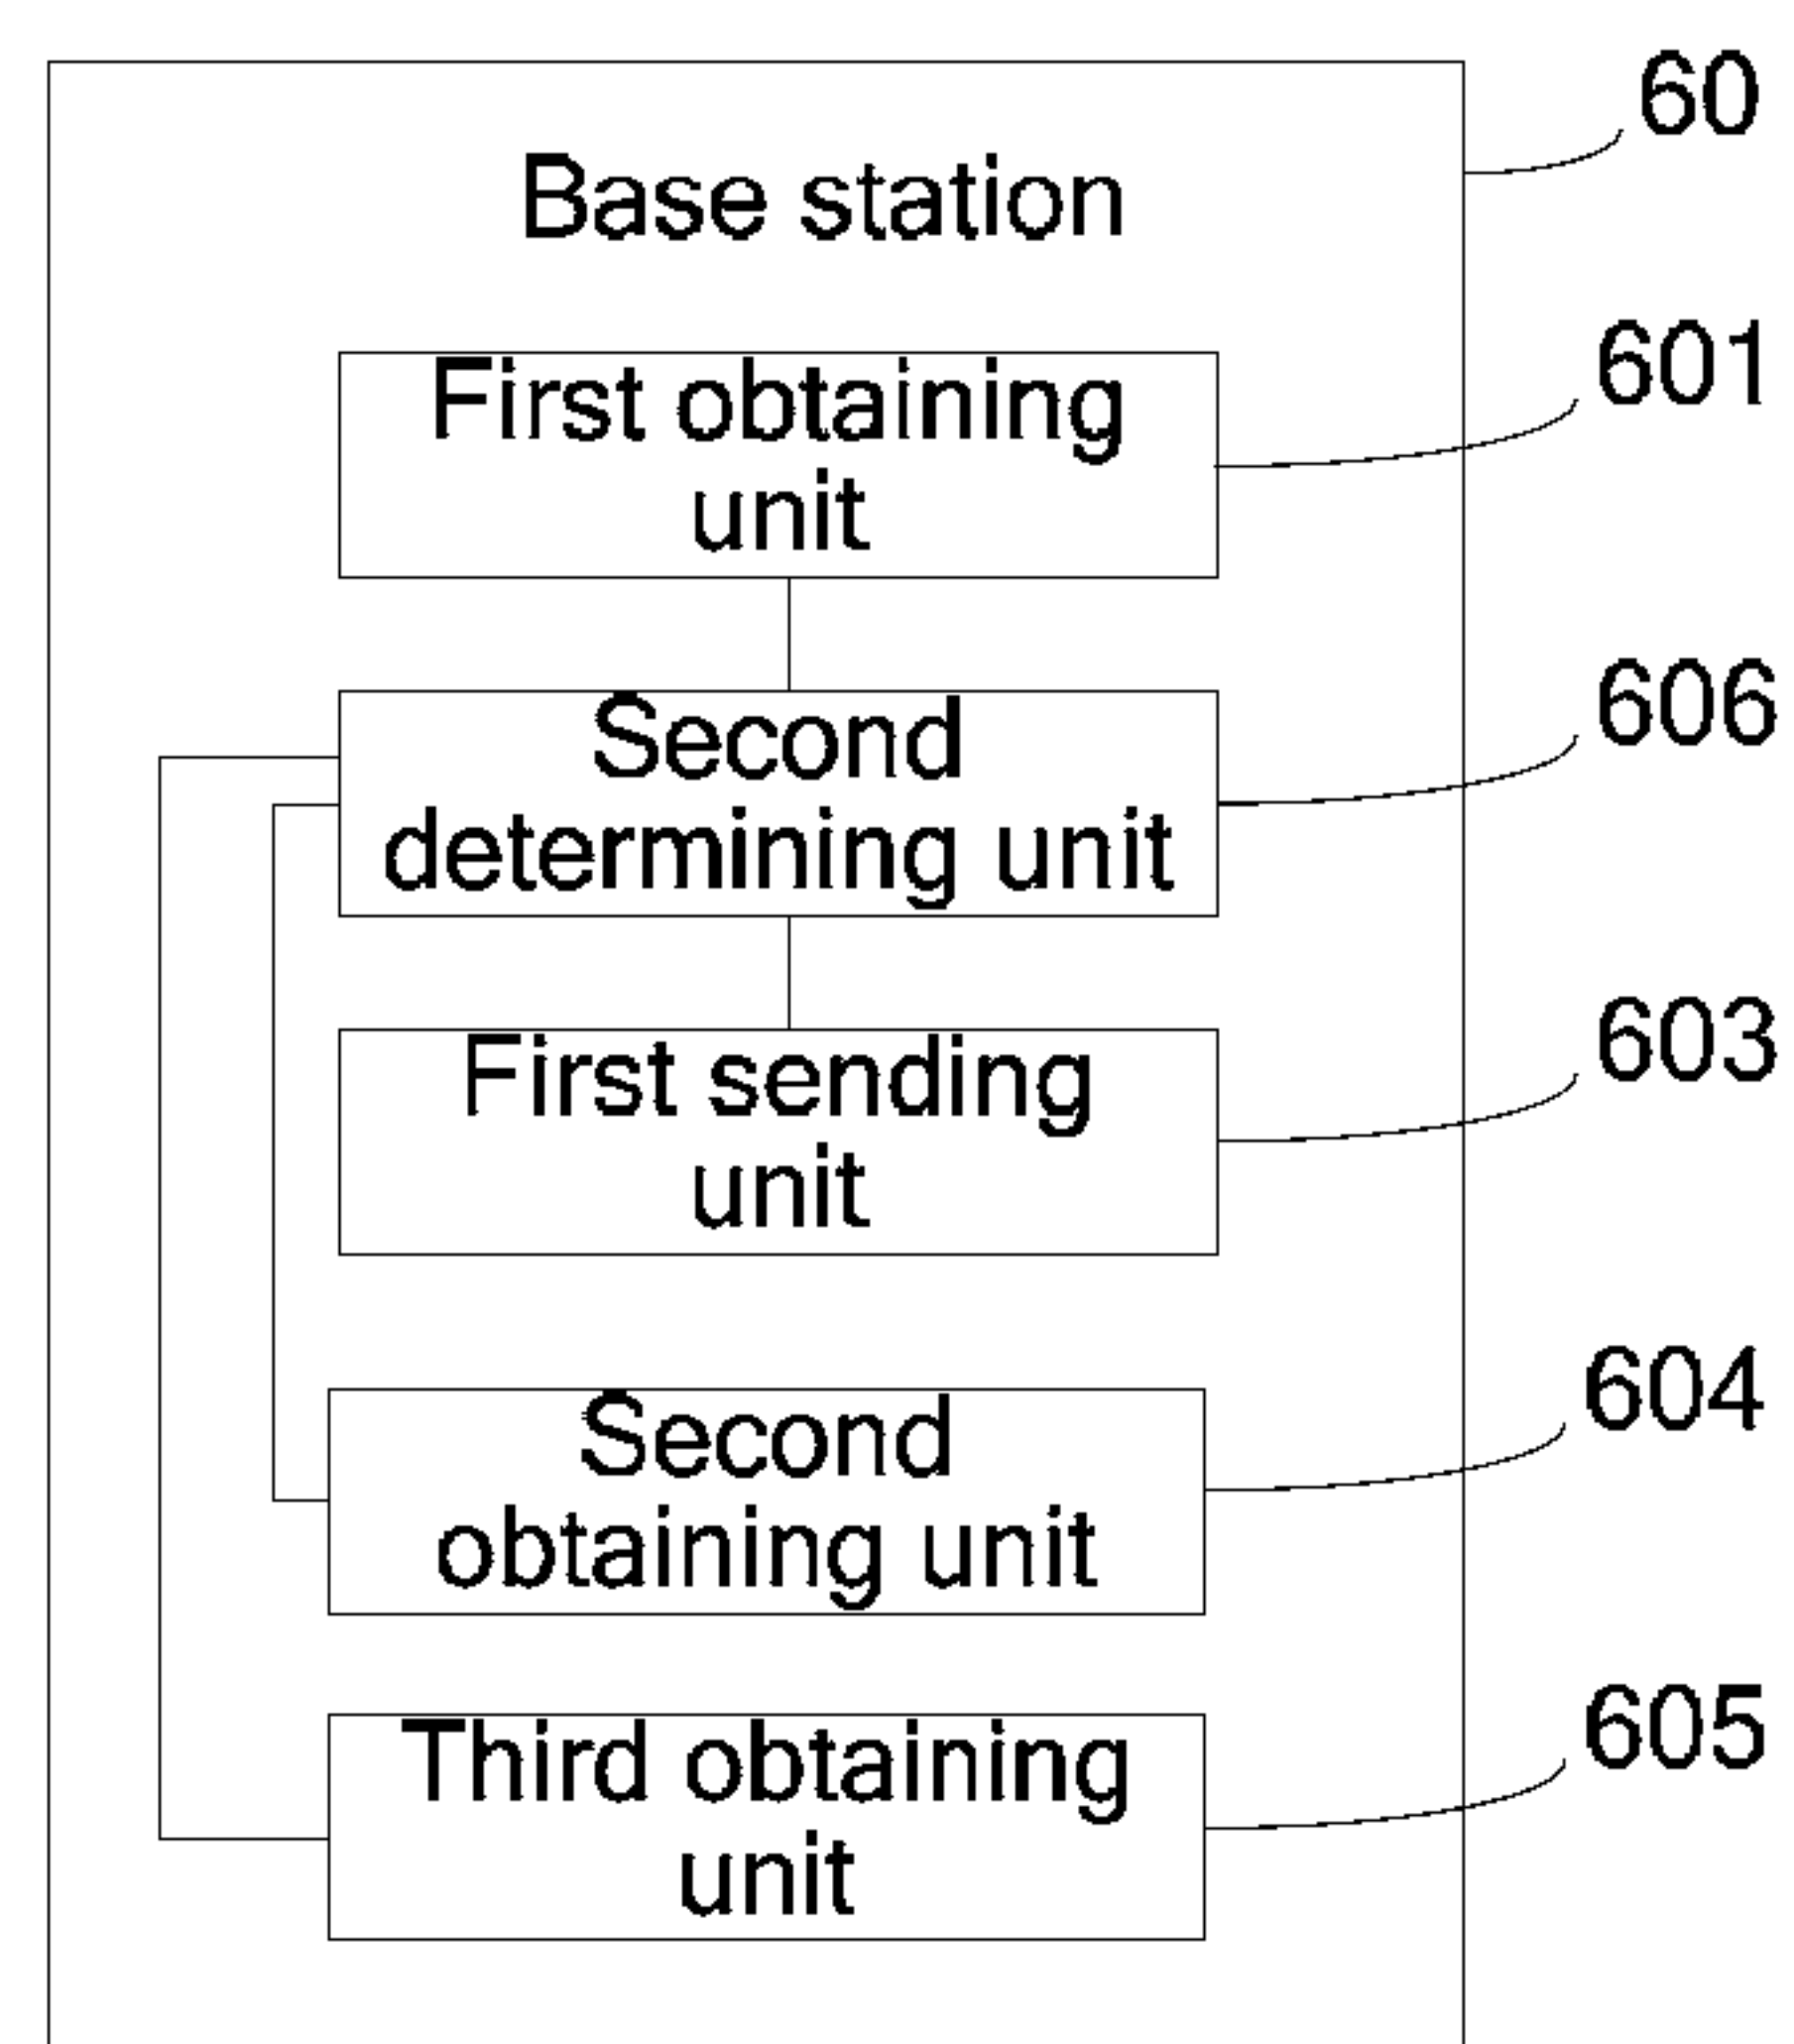 60
Base station
601
First obtaining
unit
606
Second
determining unit
603
First sending
unit
604
Second
obtaining unit
605
Third obtaining
unit